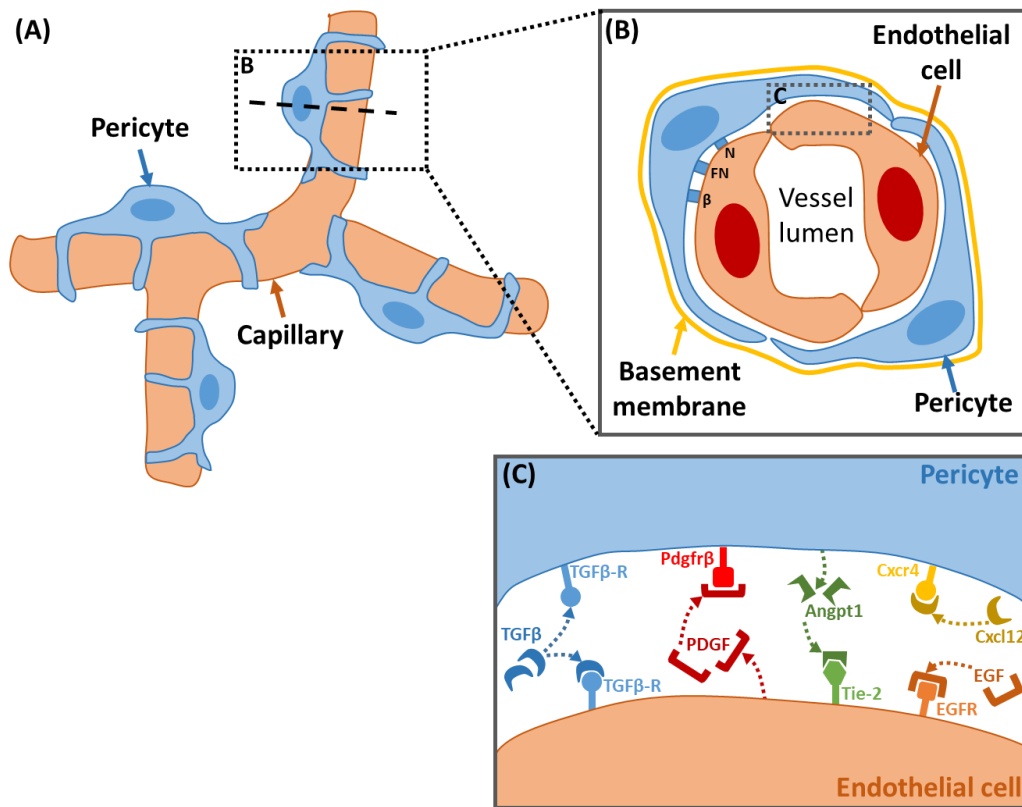 (A)
B
Pericyte
Capillary
(B)
Endothelial
cell
C
N
FN
β
Vessel
lumen
Basement
membrane
Pericyte
(C)
Pericyte
TGFβ-R
Pdgfrβ
Cxcr4
Angpt1
TGFβ
Cxcl12
PDGF
TGFβ-R
Tie-2
EGF
EGFR
Endothelial cell